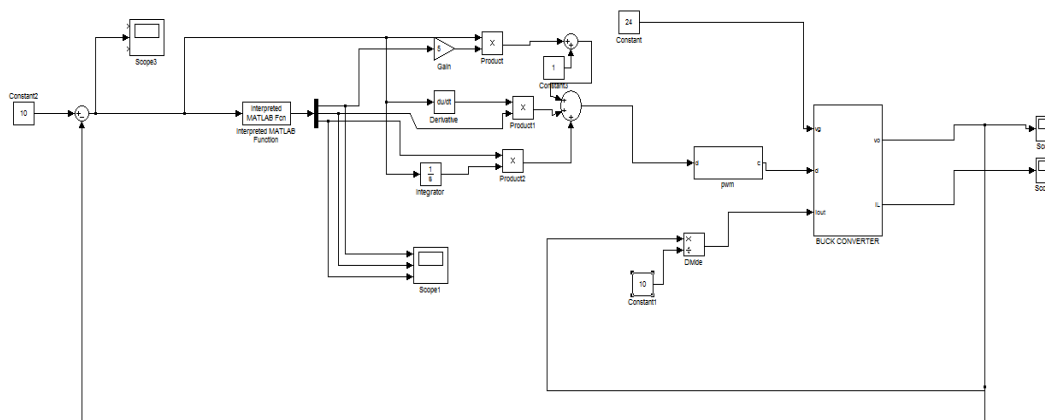 Constant2
10
+
-
Scope3
Interpreted
MATLAB Fcn
Interpreted MATLAB
Function
5
Gain
X
Product
+
+
1
Constant3
du/dt
Derivative
X
Product1
+
+
+
1
s
Integrator
X
Product2
Scope1
24
Constant
d
c
pwm
×
÷
Divide
10
Constant1
vg
d
Iout
vo
iL
BUCK CONVERTER